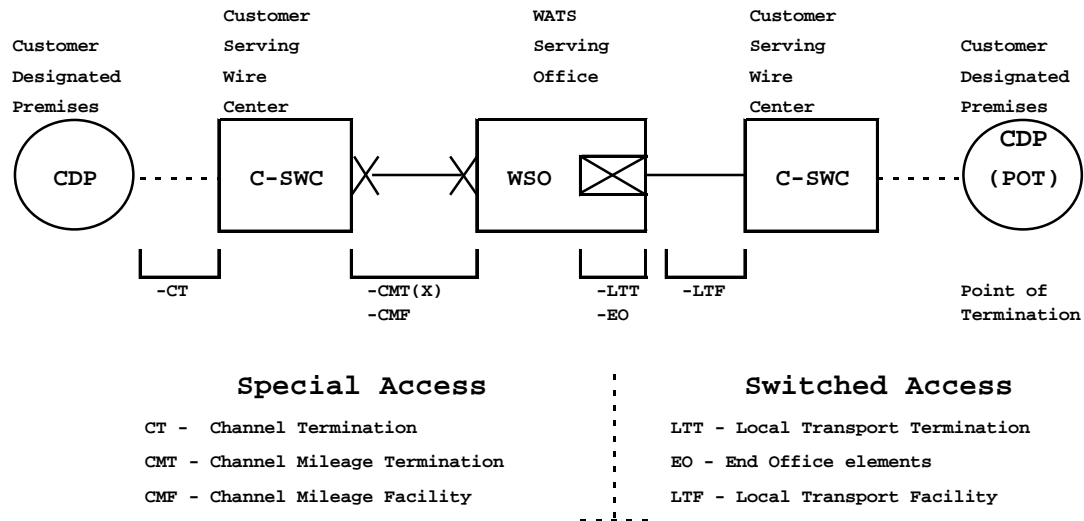 Customer
Designated
Premises
Customer
Serving
Wire
Center
WATS
Serving
Office
Customer
Serving
Wire
Center
Customer
Designated
Premises
CDP
C-SWC
WSO
C-SWC
CDP
(POT)
-CT
-CMT(X)
-CMF
-LTT
-EO
-LTF
Point of
Termination
Special Access
CT - Channel Termination
CMT - Channel Mileage Termination
CMF - Channel Mileage Facility
Switched Access
LTT - Local Transport Termination
EO - End Office elements
LTF - Local Transport Facility